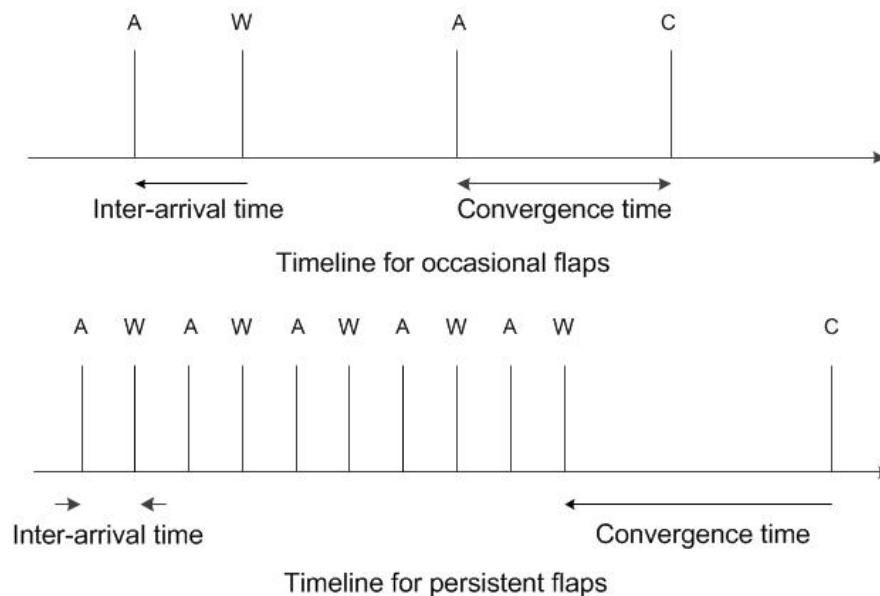 A W A C
Inter-arrival time Convergence time
Timeline for occasional flaps
A W A W A W A W A W C
Inter-arrival time Convergence time
Timeline for persistent flaps